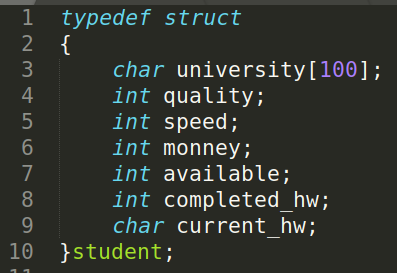 1 typedef struct
2 {
3 char university[100];
4 int quality;
5 int speed;
6 int monney;
7 int available;
8 int completed_hw;
9 char current_hw;
10 }student;